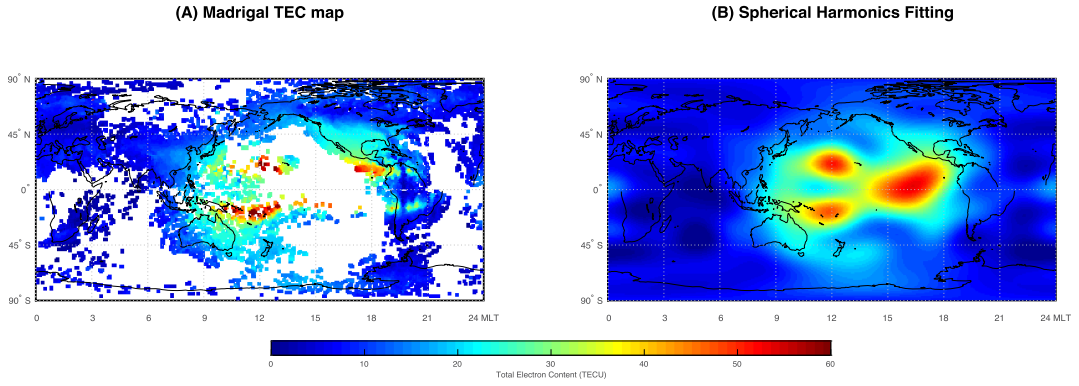 (A) Madrigal TEC map
(B) Spherical Harmonics Fitting
90° N
45° N
0°
45° S
90° S
0 3 6 9 12 15 18 21 24 MLT
90° N
45° N
0°
45° S
90° S
0 3 6 9 12 15 18 21 24 MLT
0 10 20 30 40 50 60
Total Electron Content (TECU)